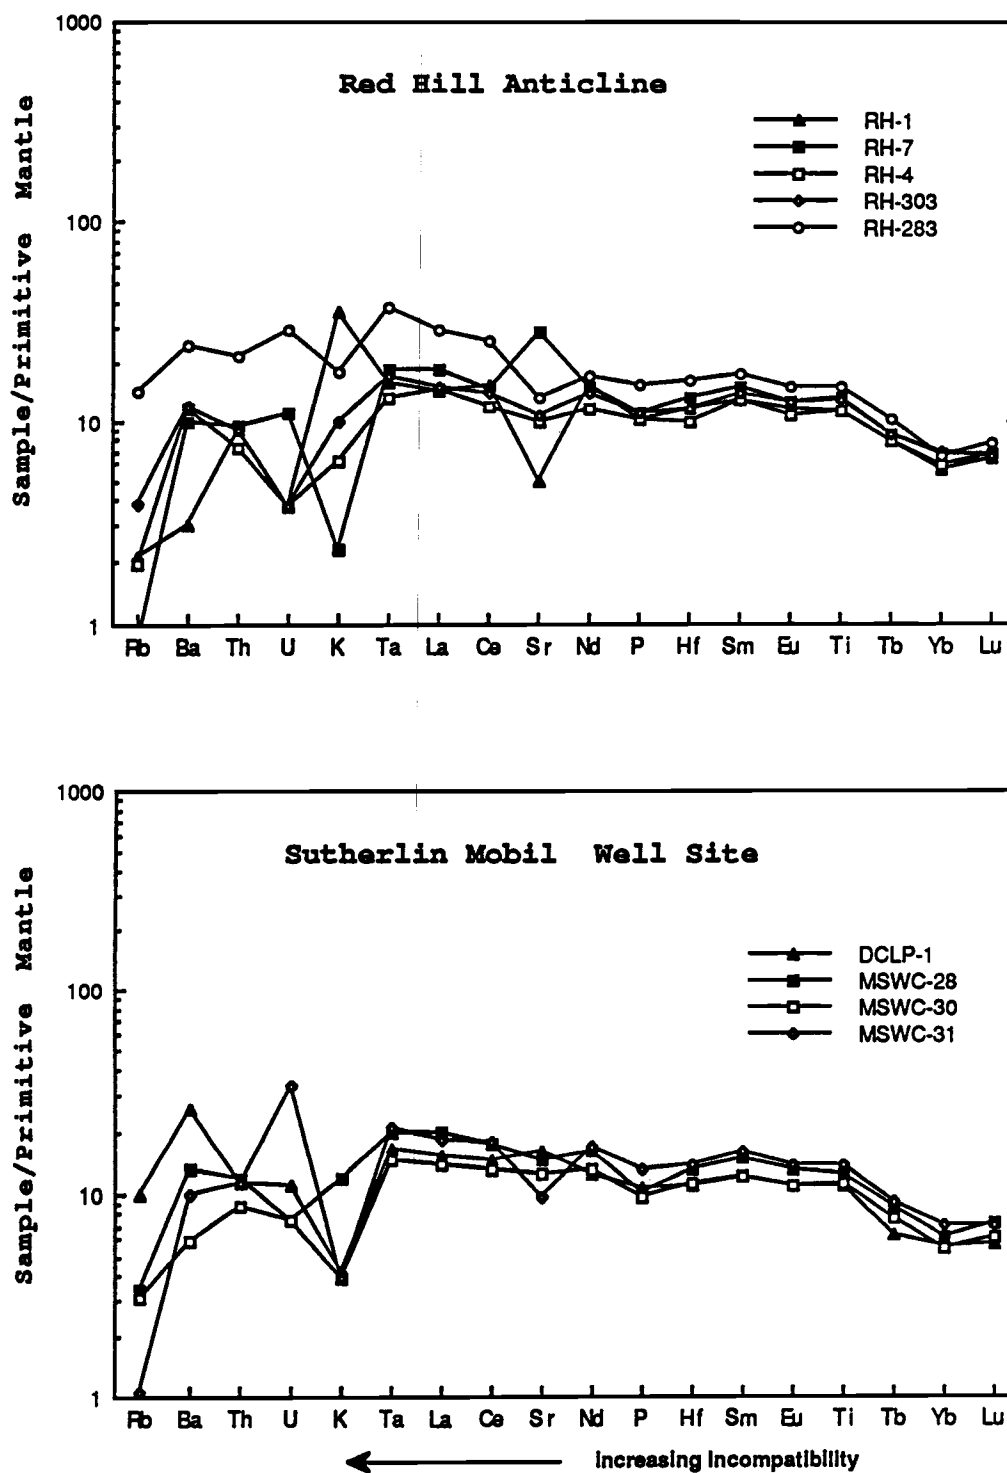 Red Hill Anticline
Sample/Primitive Mantle
1000
100
10
1
RH-1
RH-7
RH-4
RH-303
RH-283
Rb Ba Th U K Ta La Ce Sr Nd P Hf Sm Eu Ti Tb Yb Lu
Sutherlin Mobil Well Site
Sample/Primitive Mantle
1000
100
10
1
DCLP-1
MSWC-28
MSWC-30
MSWC-31
Rb Ba Th U K Ta La Ce Sr Nd P Hf Sm Eu Ti Tb Yb Lu
Increasing Incompatibility